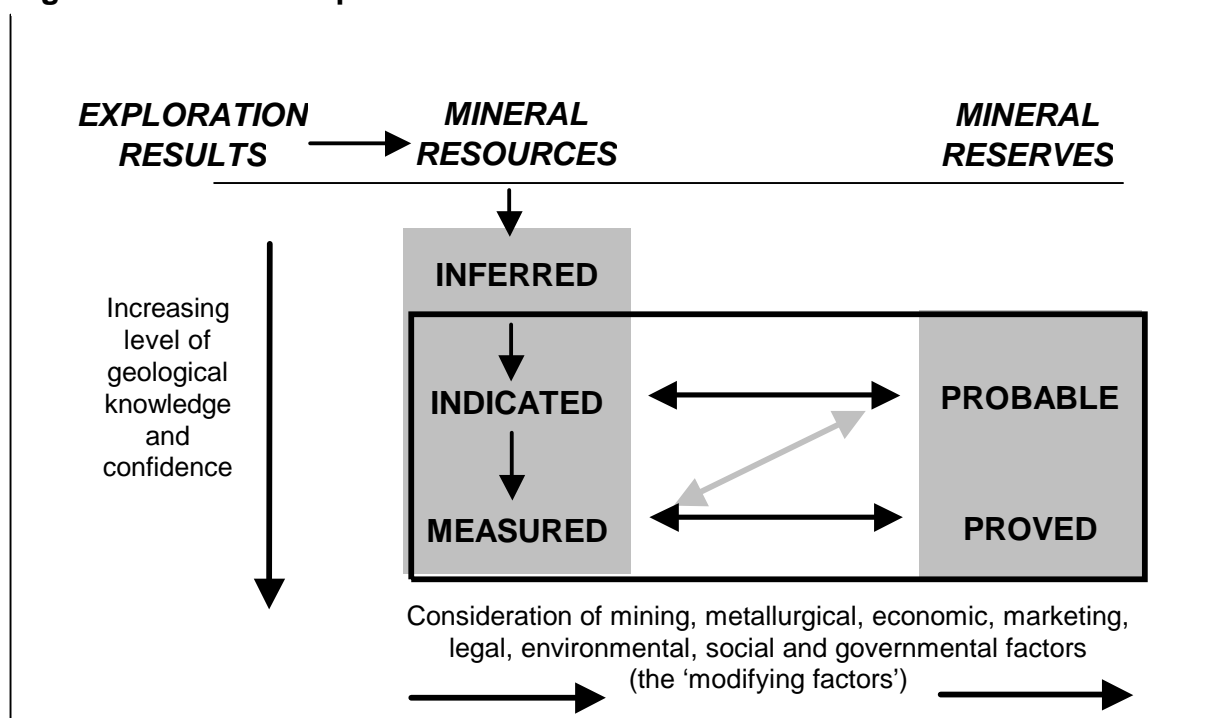 EXPLORATION
RESULTS
MINERAL
RESOURCES
MINERAL
RESERVES
INFERRED
Increasing
level of
geological
knowledge
and
confidence
INDICATED
PROBABLE
MEASURED
PROVED
Consideration of mining, metallurgical, economic, marketing,
legal, environmental, social and governmental factors
(the ‘modifying factors’)